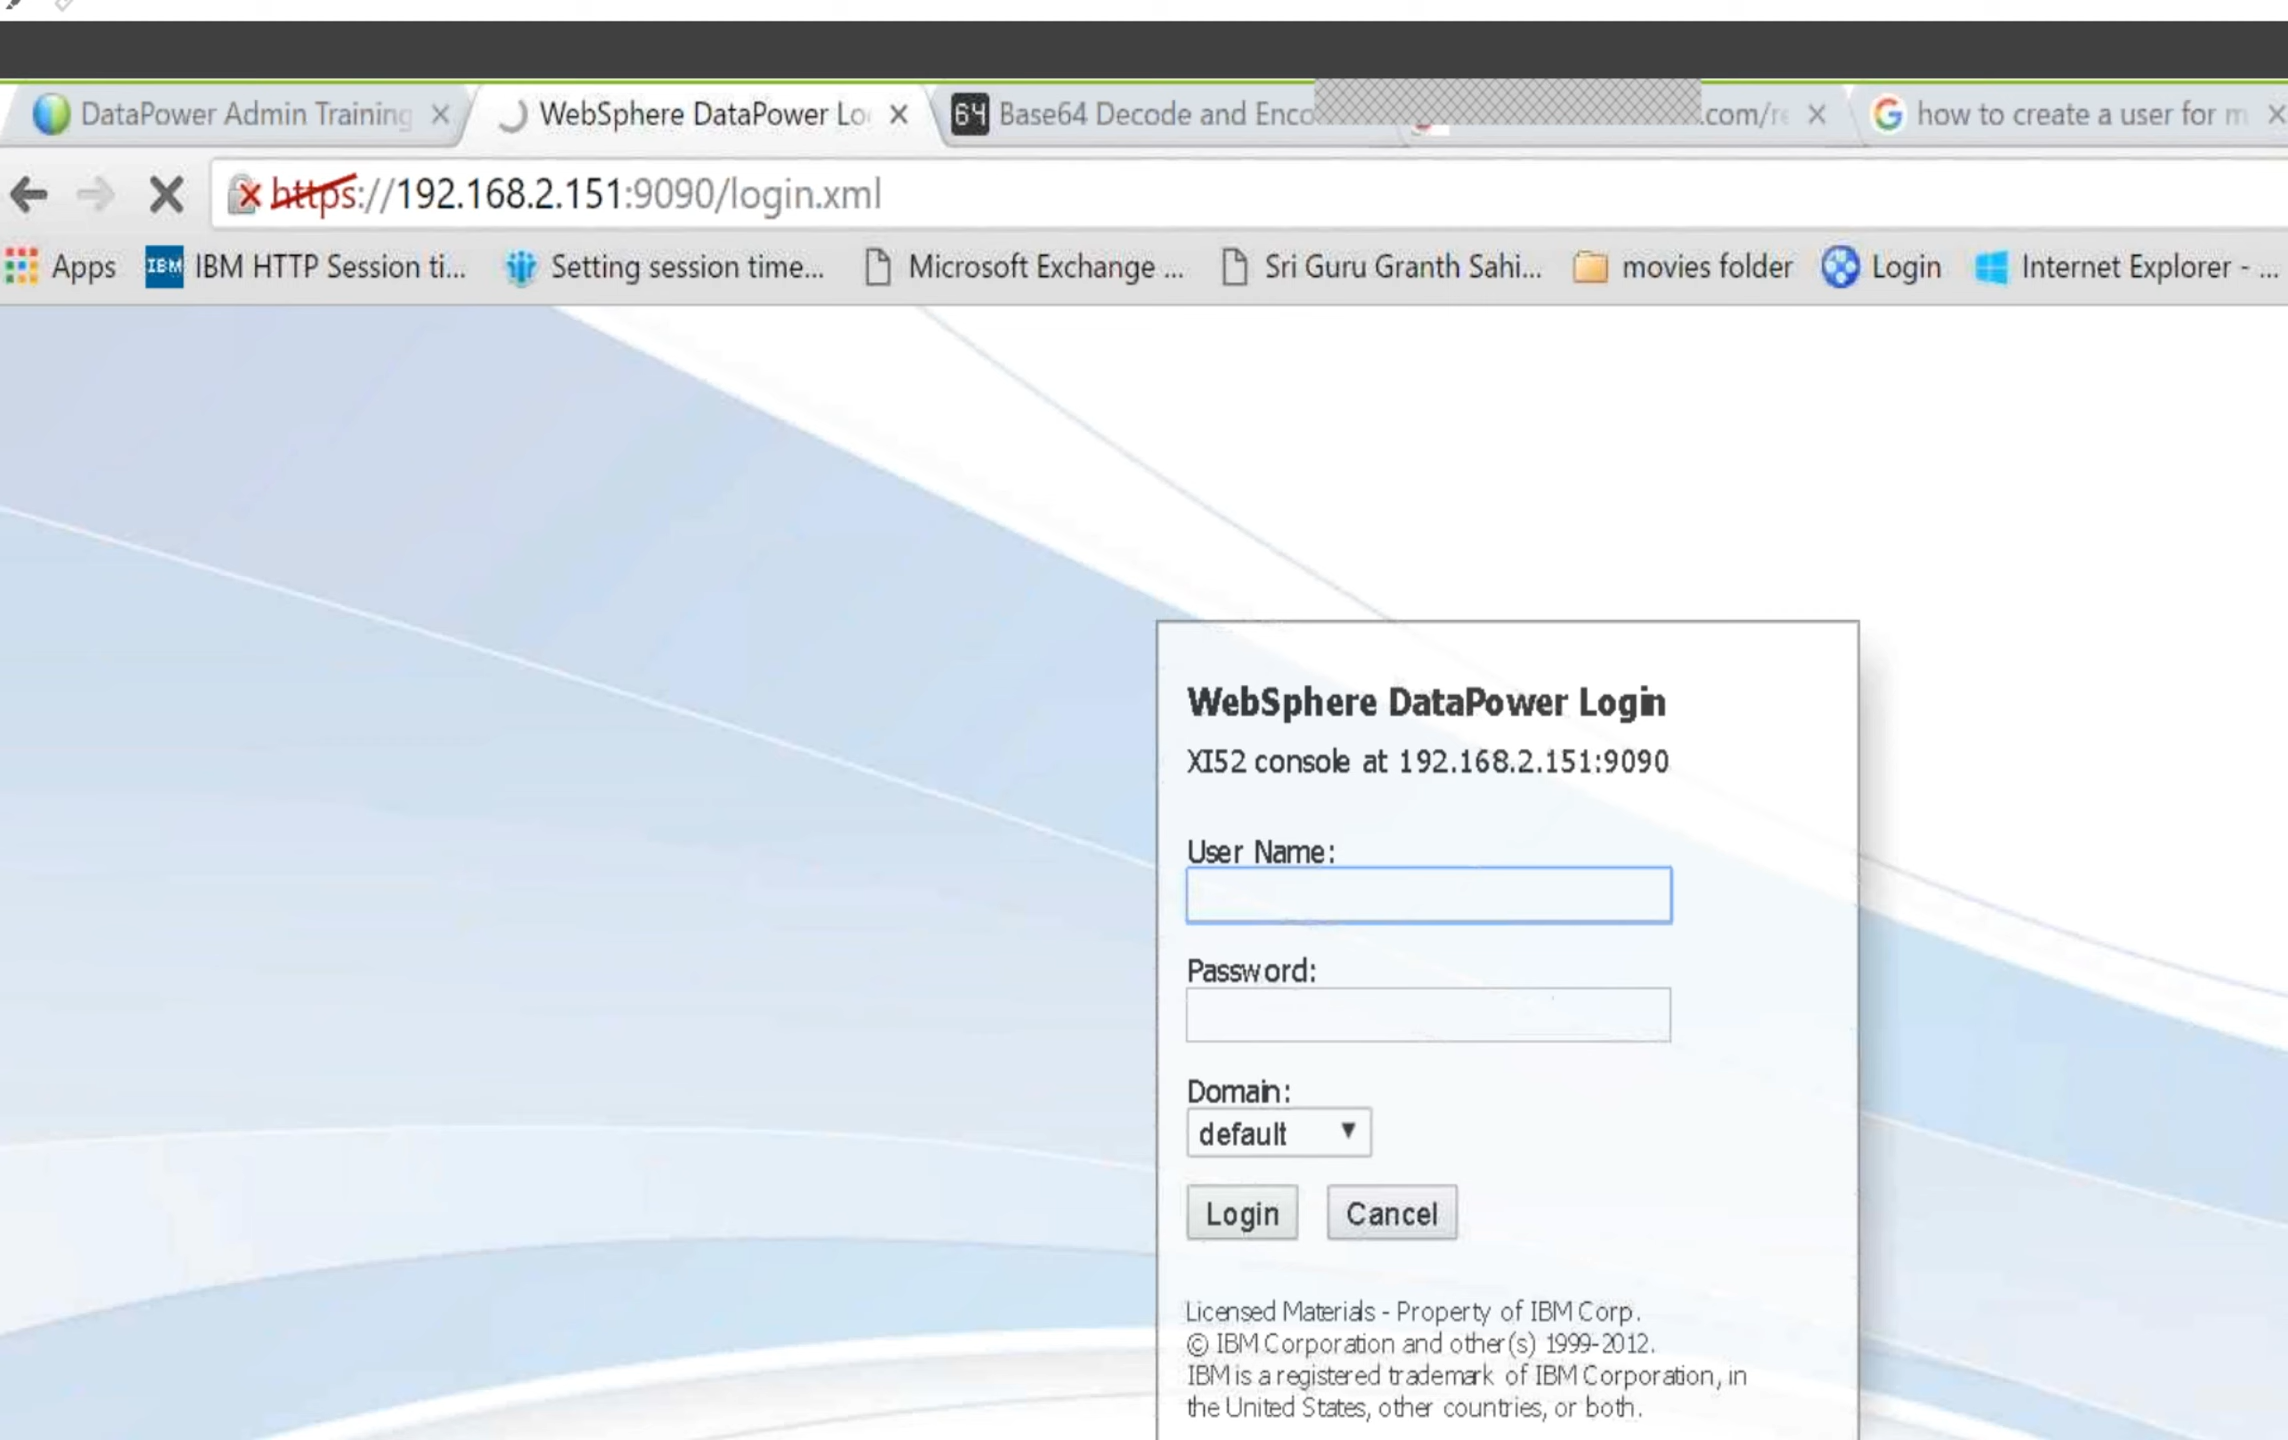 DataPower Admin Training
WebSphere DataPower Lo
64 Base64 Decode and Enco
.com/re
G how to create a user for m
https://192.168.2.151:9090/login.xml
Apps
IBM IBM HTTP Session ti...
Setting session time...
Microsoft Exchange ...
Sri Guru Granth Sahi...
movies folder
Login
Internet Explorer - ...
WebSphere DataPower Login
XI52 console at 192.168.2.151:9090
User Name:
Password:
Domain:
default
Login
Cancel
Licensed Materials - Property of IBM Corp.
© IBM Corporation and other(s) 1999-2012.
IBM is a registered trademark of IBM Corporation, in
the United States, other countries, or both.